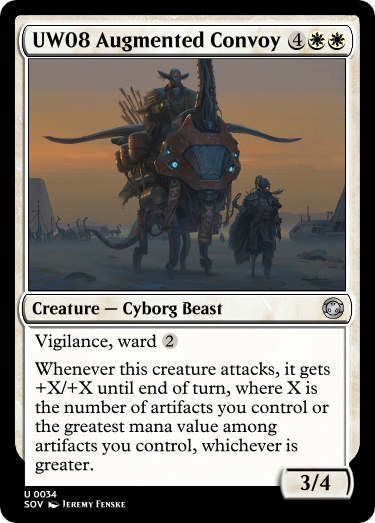 UW08 Augmented Convoy 4
Creature — Cyborg Beast
Vigilance, ward 2
Whenever this creature attacks, it gets
+X/+X until end of turn, where X is
the number of artifacts you control or
the greatest mana value among
artifacts you control, whichever is
greater.
3/4
U 0034
SOV JEREMY FENSKE